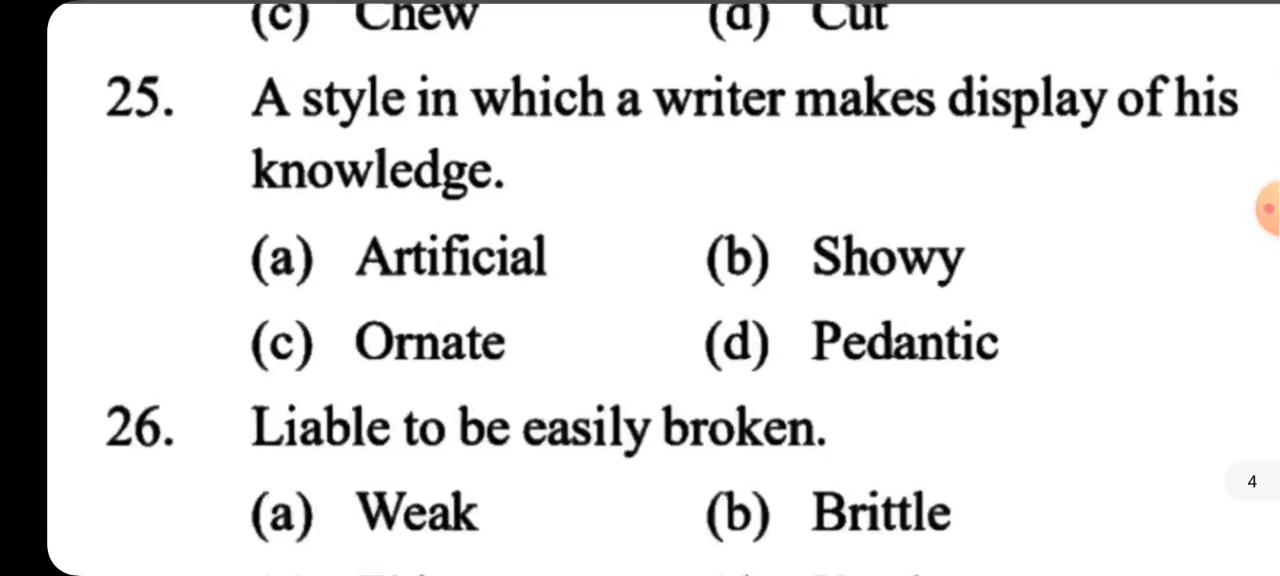 (c) Chew (d) Cut
25. A style in which a writer makes display of his
knowledge.
(a) Artificial (b) Showy
(c) Ornate (d) Pedantic
26. Liable to be easily broken.
4
(a) Weak (b) Brittle